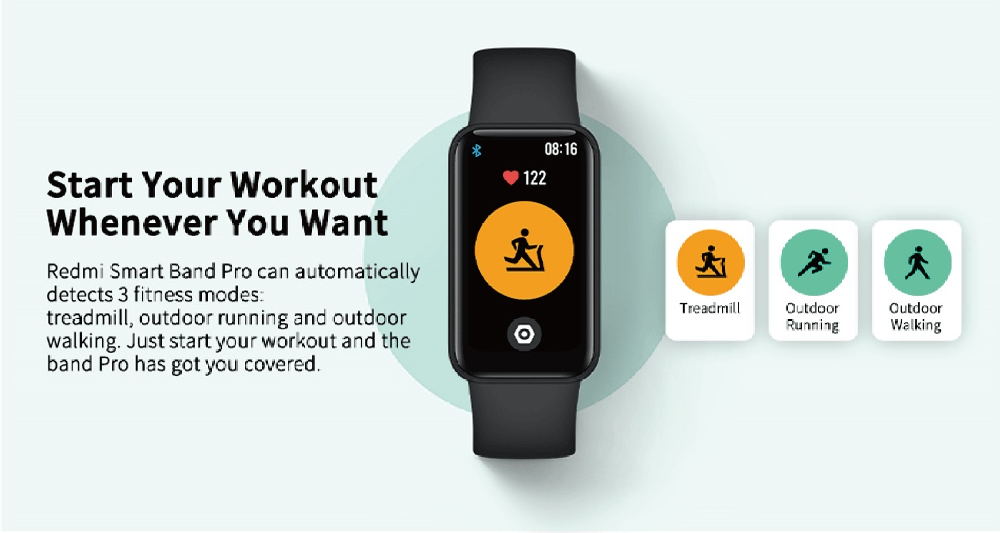 Start Your Workout
Whenever You Want
Redmi Smart Band Pro can automatically
detects 3 fitness modes:
treadmill, outdoor running and outdoor
walking. Just start your workout and the
band Pro has got you covered.
08:16
122
Treadmill
Outdoor
Running
Outdoor
Walking